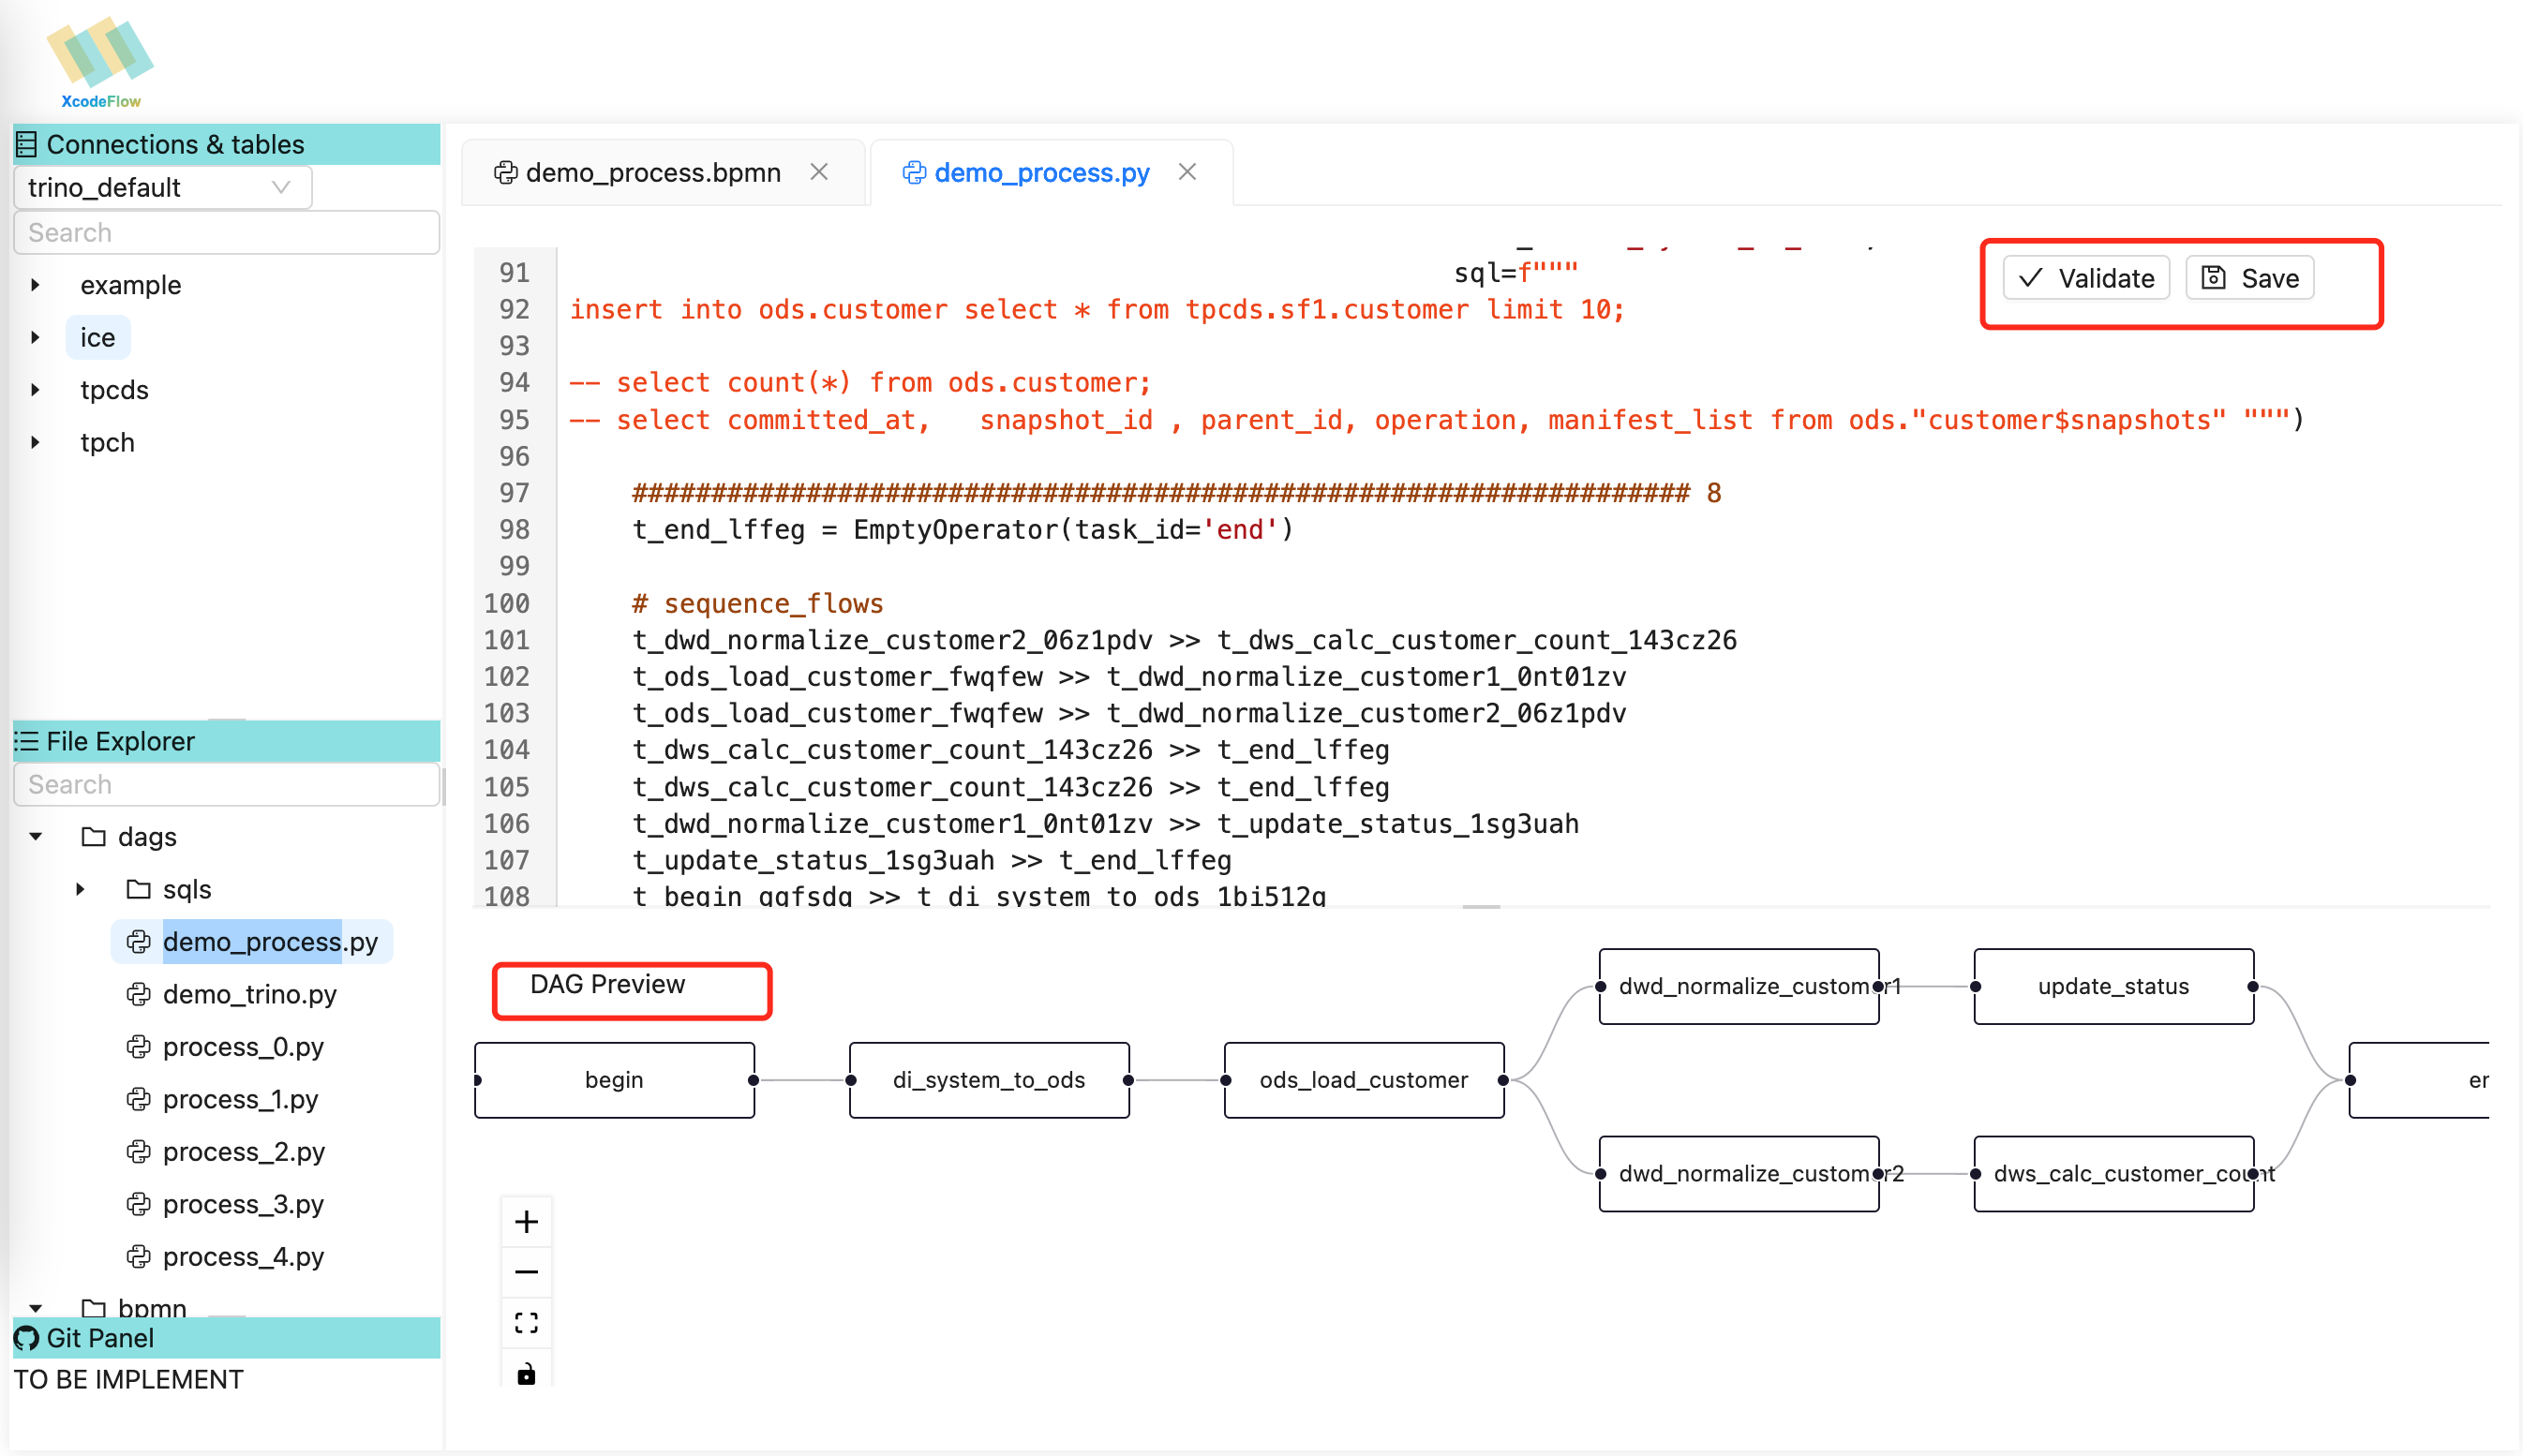 XcodeFlow
Connections & tables
trino_default
Search
example
ice
tpcds
tpch
File Explorer
Search
dags
sqls
demo_process.py
demo_trino.py
process_0.py
process_1.py
process_2.py
process_3.py
process_4.py
bpmn
Git Panel
TO BE IMPLEMENT
demo_process.bpmn
demo_process.py
Validate
Save
91 sql=f"""
92 insert into ods.customer select * from tpcds.sf1.customer limit 10;
93
94 -- select count(*) from ods.customer;
95 -- select committed_at,   snapshot_id , parent_id, operation, manifest_list from ods."customer$snapshots" """)
96
97 #################################################################### 8
98 t_end_lffeg = EmptyOperator(task_id='end')
99
100 # sequence_flows
101 t_dwd_normalize_customer2_06z1pdv >> t_dws_calc_customer_count_143cz26
102 t_ods_load_customer_fwqfew >> t_dwd_normalize_customer1_0nt01zv
103 t_ods_load_customer_fwqfew >> t_dwd_normalize_customer2_06z1pdv
104 t_dws_calc_customer_count_143cz26 >> t_end_lffeg
105 t_dws_calc_customer_count_143cz26 >> t_end_lffeg
106 t_dwd_normalize_customer1_0nt01zv >> t_update_status_1sg3uah
107 t_update_status_1sg3uah >> t_end_lffeg
108 >>
DAG Preview
begin
di_system_to_ods
ods_load_customer
dwd_normalize_customer1
update_status
dwd_normalize_customer2
dws_calc_customer_count